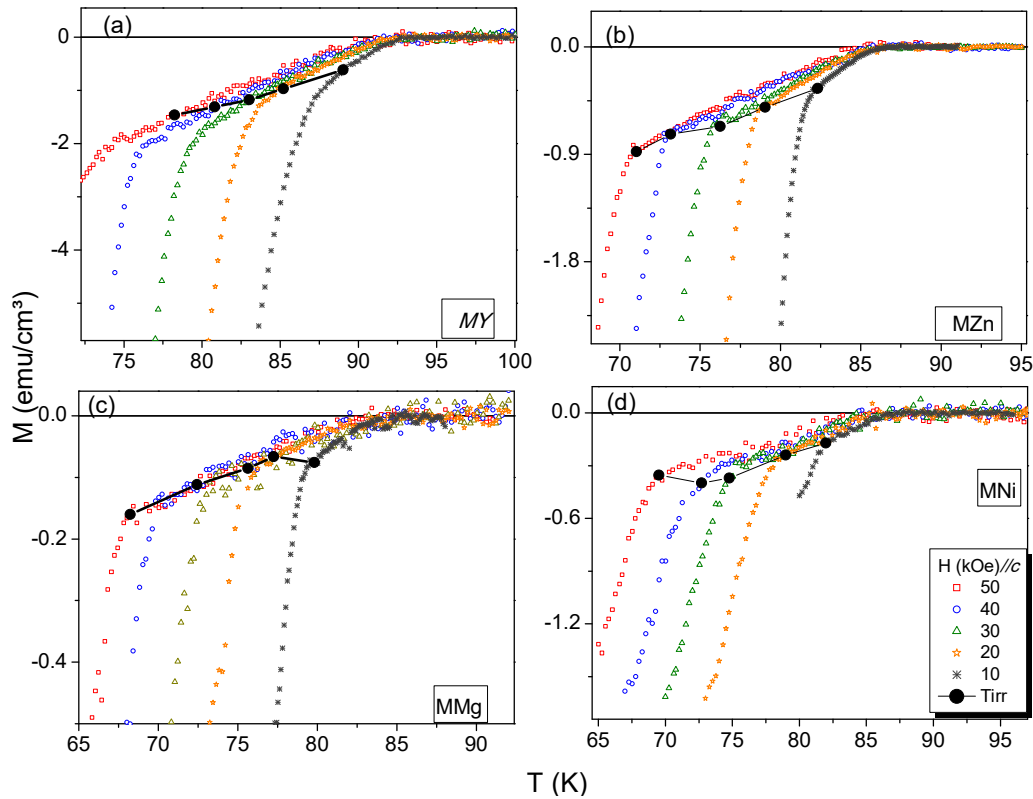 (a)
0
-2
-4
75 80 85 90 95 100
MY
(b)
0.0
-0.9
-1.8
70 75 80 85 90 95
MZn
M (emu/cm³)
(c)
0.0
-0.2
-0.4
65 70 75 80 85 90
MMg
(d)
0.0
-0.6
-1.2
65 70 75 80 85 90 95
MNi
H (kOe)//c
50
40
30
20
10
Tirr
T (K)